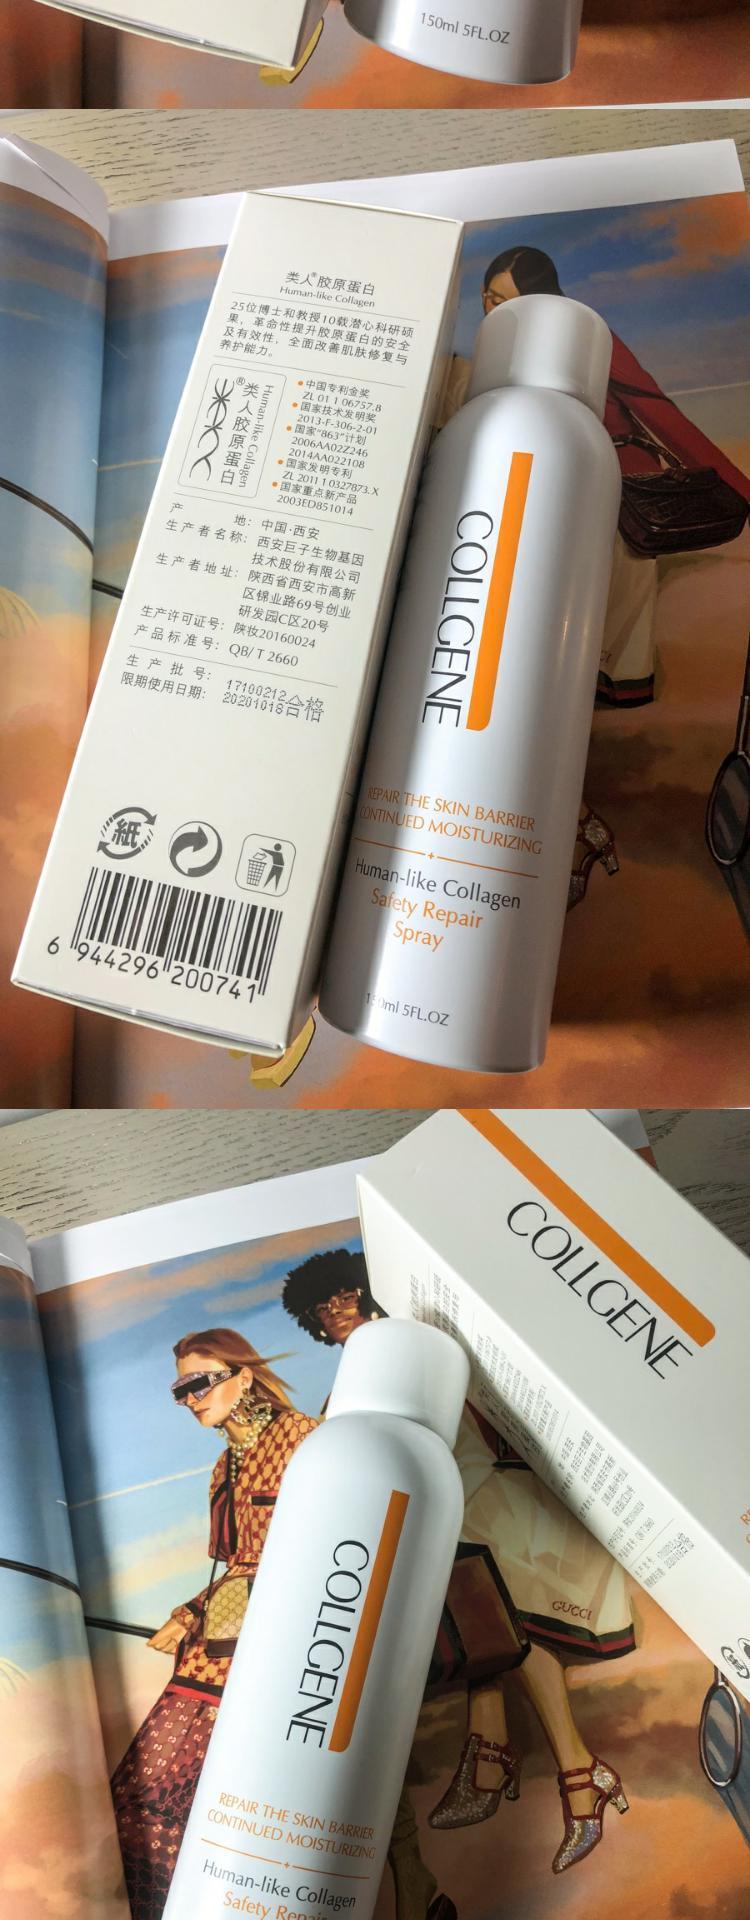 150ml 5FL.OZ
类人®胶原蛋白
Human-like Collagen
25位博士和教授10载潜心科研硕
果，革命性提升胶原蛋白的安全
及有效性，全面改善肌肤修复与
养护能力。
类人胶原蛋白®
Human-like Collagen
●中国专利金奖
ZL 01 1 06757.8
●国家技术发明奖
2013-F-306-2-01
●国家“863”计划
2006AA02Z246
2014AA022108
●国家发明专利
ZL 2011 1 0327873.X
●国家重点新产品
2003ED851014
产 地：中国·西安
生产者名称：西安巨子生物基因
技术股份有限公司
生产者地址：陕西省西安市高新
区锦业路69号创业
研发园C区20号
生产许可证号：陕妆20160024
产品标准号：QB/T 2660
生产批号：17100212
限期使用日期：20201018合格
紙
6 944296 200741
COLLGENE
REPAIR THE SKIN BARRIER
CONTINUED MOISTURIZING
Human-like Collagen
Safety Repair
Spray
150ml 5FL.OZ
COLLGENE
GUCCI
COLLGENE
REPAIR THE SKIN BARRIER
CONTINUED MOISTURIZING
Human-like Collagen
Safety Repair